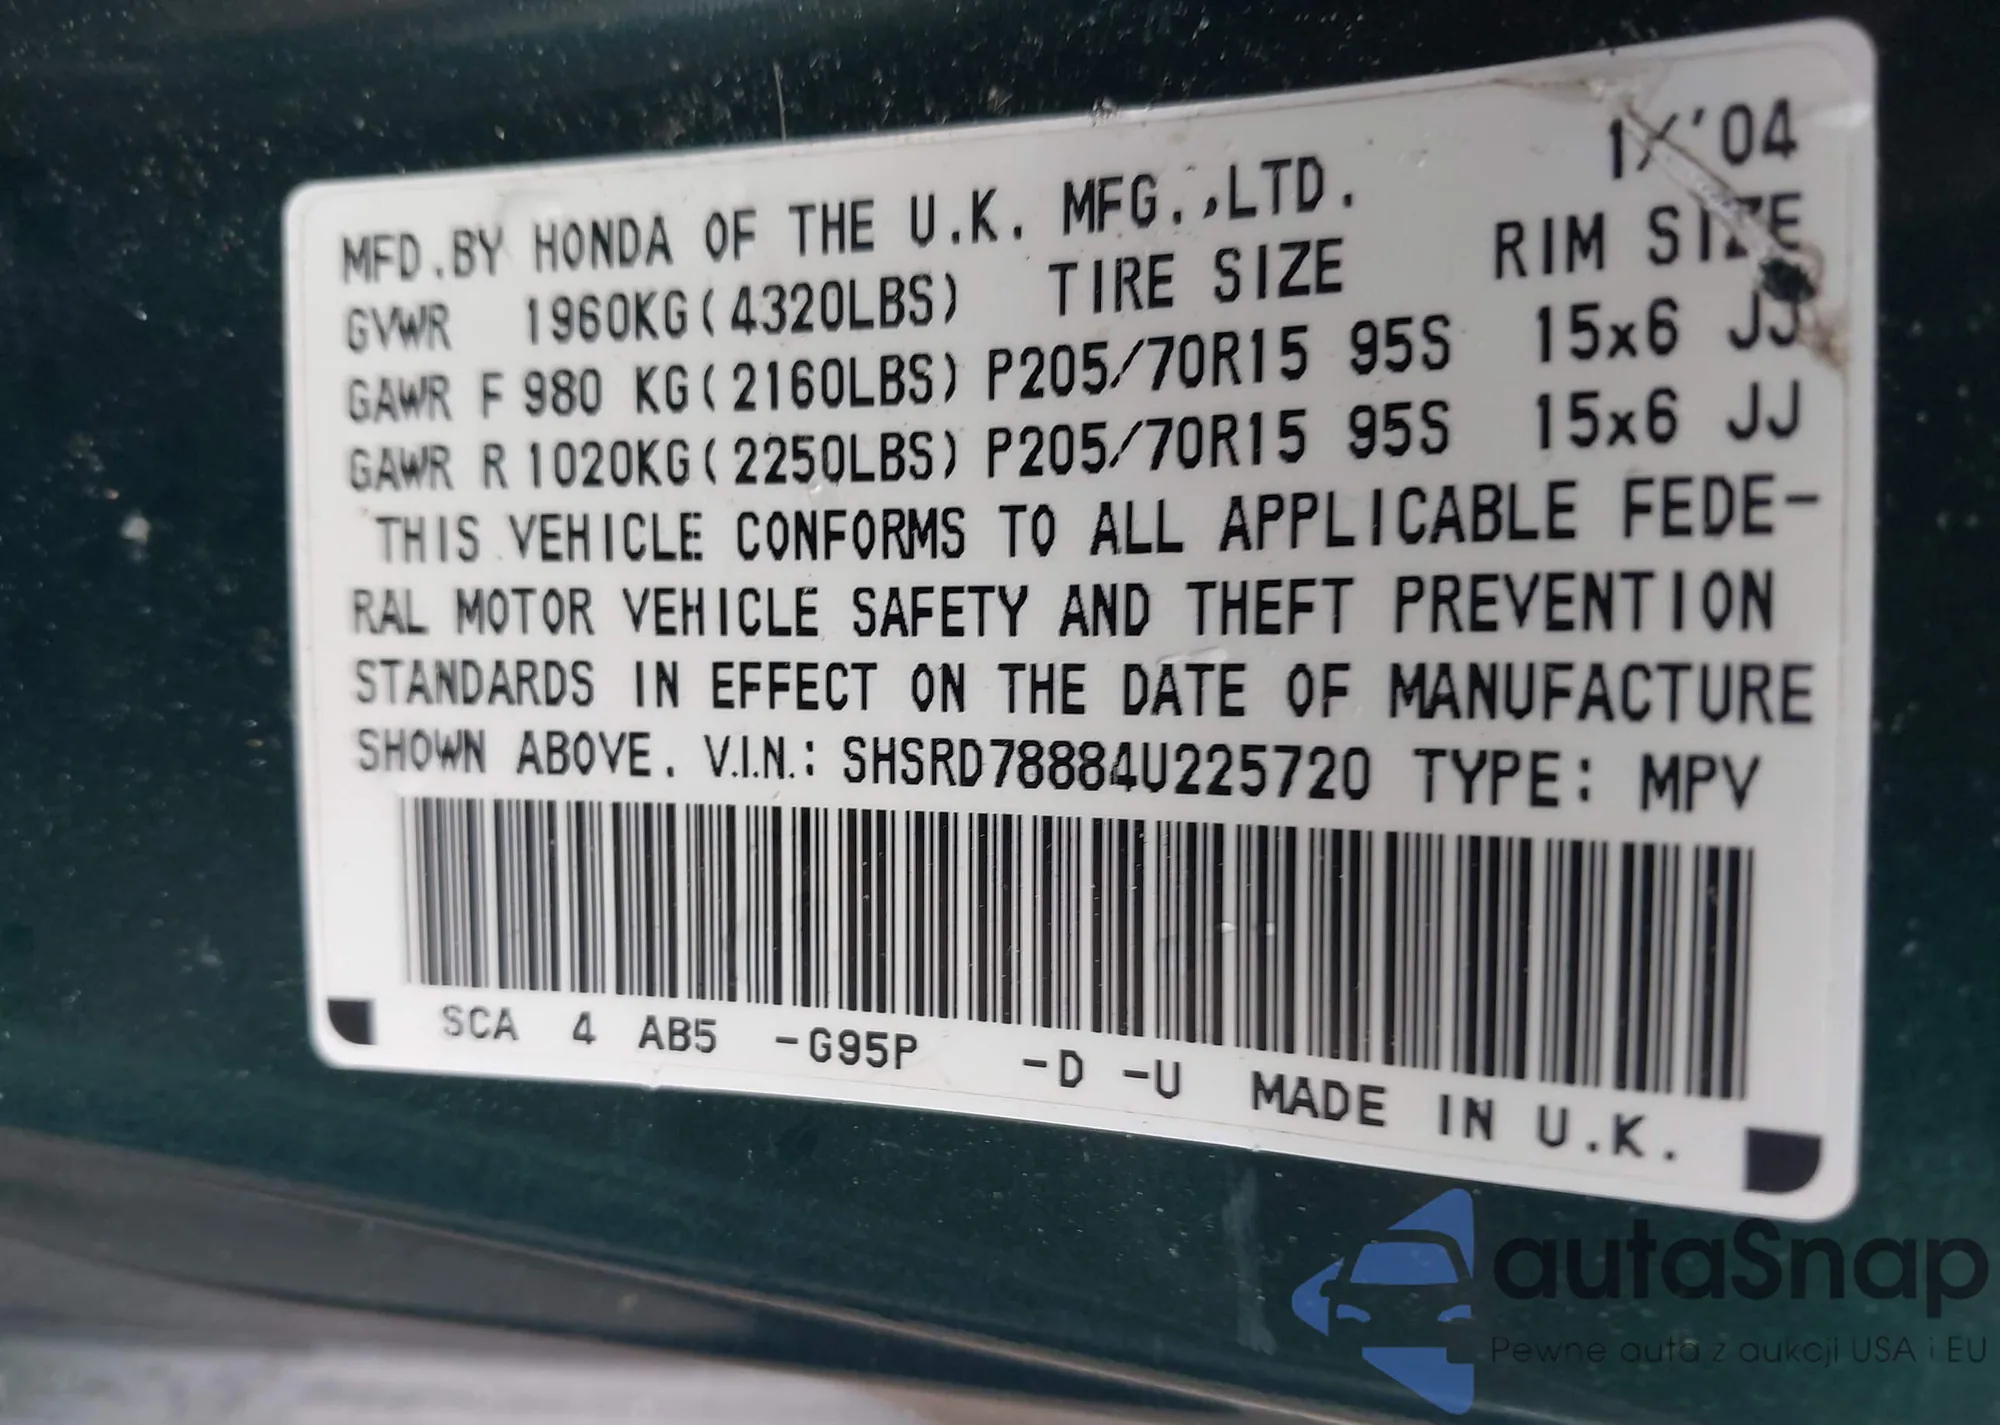 1/'04
MFD.BY HONDA OF THE U.K. MFG.,LTD.
GVWR 1960KG(4320LBS) TIRE SIZE RIM SIZE
GAWR F 980 KG(2160LBS) P205/70R15 95S 15x6 JJ
GAWR R 1020KG(2250LBS) P205/70R15 95S 15x6 JJ
THIS VEHICLE CONFORMS TO ALL APPLICABLE FEDE-
RAL MOTOR VEHICLE SAFETY AND THEFT PREVENTION
STANDARDS IN EFFECT ON THE DATE OF MANUFACTURE
SHOWN ABOVE. V.I.N.: SHSRD78884U225720 TYPE: MPV
SCA 4 AB5 -G95P -D -U MADE IN U.K.
autaSnap
Pewne auta z aukcji USA i EU